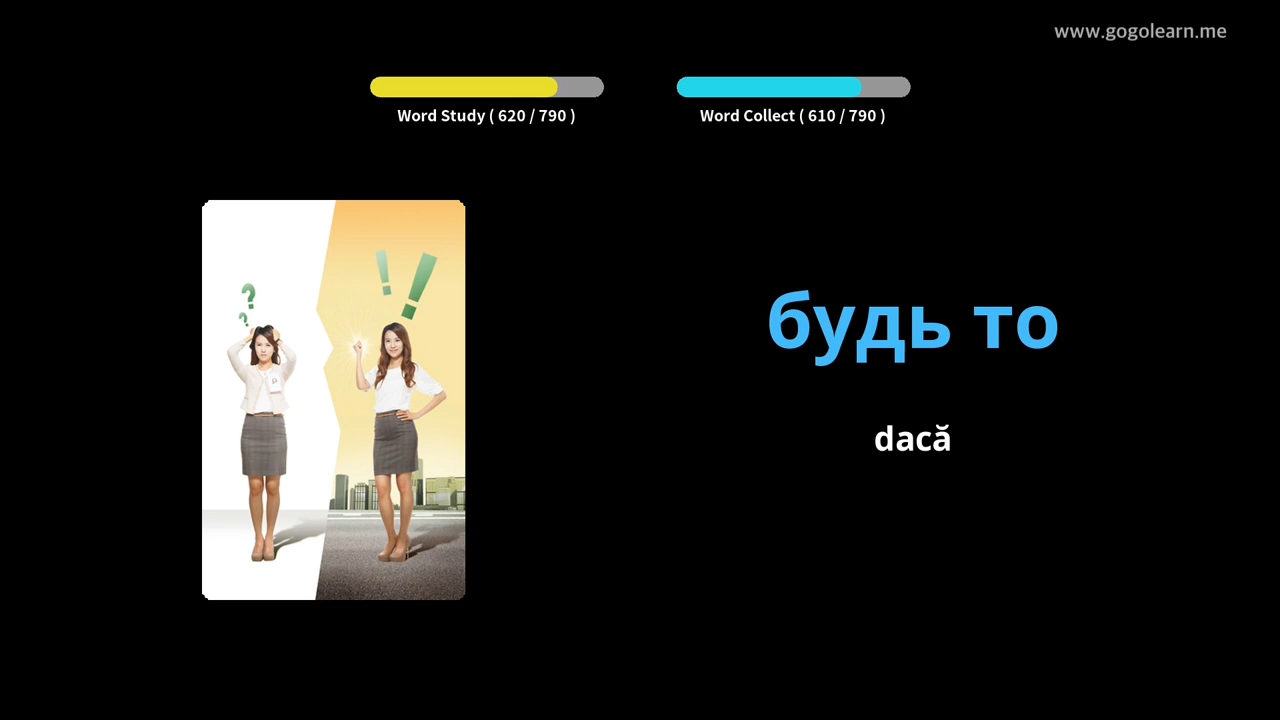 www.gogolearn.me
Word Study ( 620 / 790 )
Word Collect ( 610 / 790 )
? ? ! !
будь то
dacă